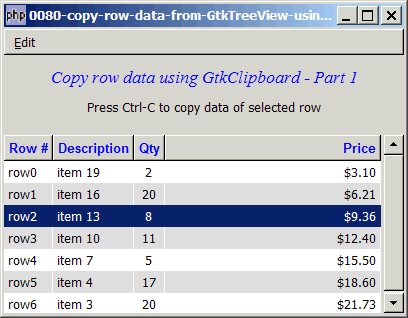 php 0080-copy-row-data-from-GtkTreeView-usin...
Edit
Copy row data using GtkClipboard - Part 1
Press Ctrl-C to copy data of selected row
Row # Description Qty Price
row0 item 19 2 $3.10
row1 item 16 20 $6.21
row2 item 13 8 $9.36
row3 item 10 11 $12.40
row4 item 7 5 $15.50
row5 item 4 17 $18.60
row6 item 3 20 $21.73